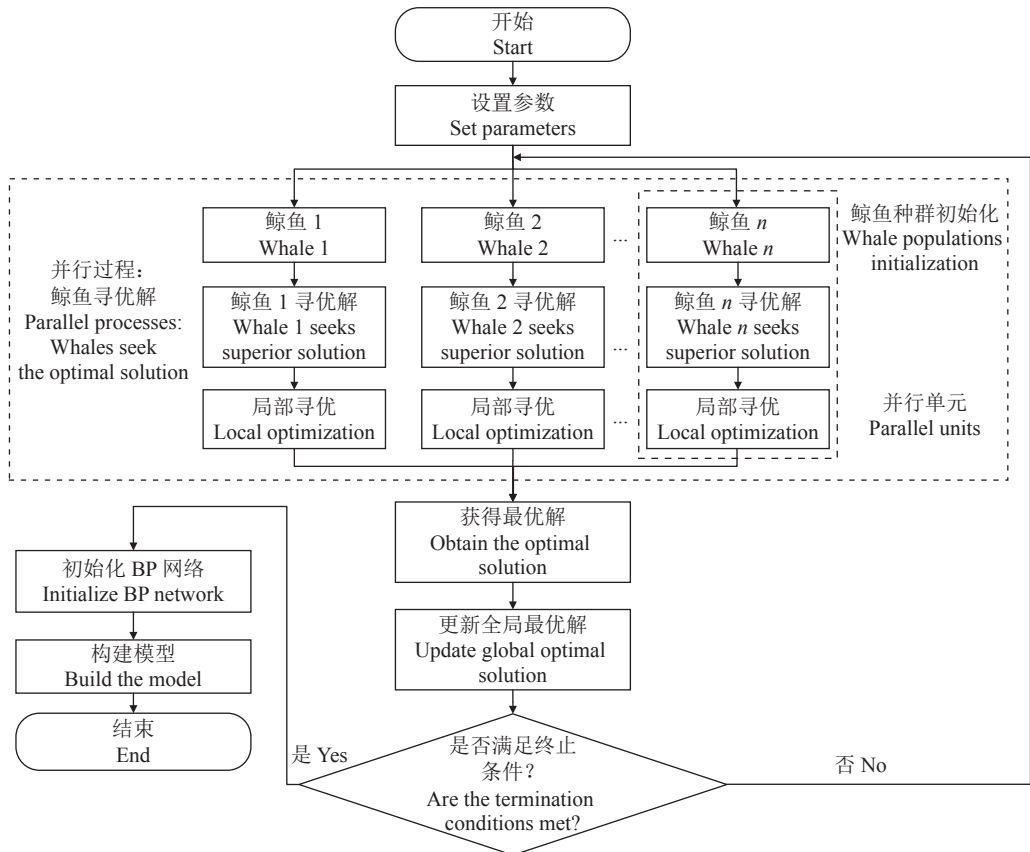 开始
Start
设置参数
Set parameters
并行过程：
鲸鱼寻优解
Parallel processes:
Whales seek
the optimal solution
鲸鱼 1
Whale 1
鲸鱼 2
Whale 2
...
鲸鱼 n
Whale n
鲸鱼种群初始化
Whale populations
initialization
鲸鱼 1 寻优解
Whale 1 seeks
superior solution
鲸鱼 2 寻优解
Whale 2 seeks
superior solution
...
鲸鱼 n 寻优解
Whale n seeks
superior solution
局部寻优
Local optimization
局部寻优
Local optimization
...
局部寻优
Local optimization
并行单元
Parallel units
获得最优解
Obtain the optimal
solution
更新全局最优解
Update global optimal
solution
是否满足终止
条件？
Are the termination
conditions met?
否 No
是 Yes
初始化 BP 网络
Initialize BP network
构建模型
Build the model
结束
End